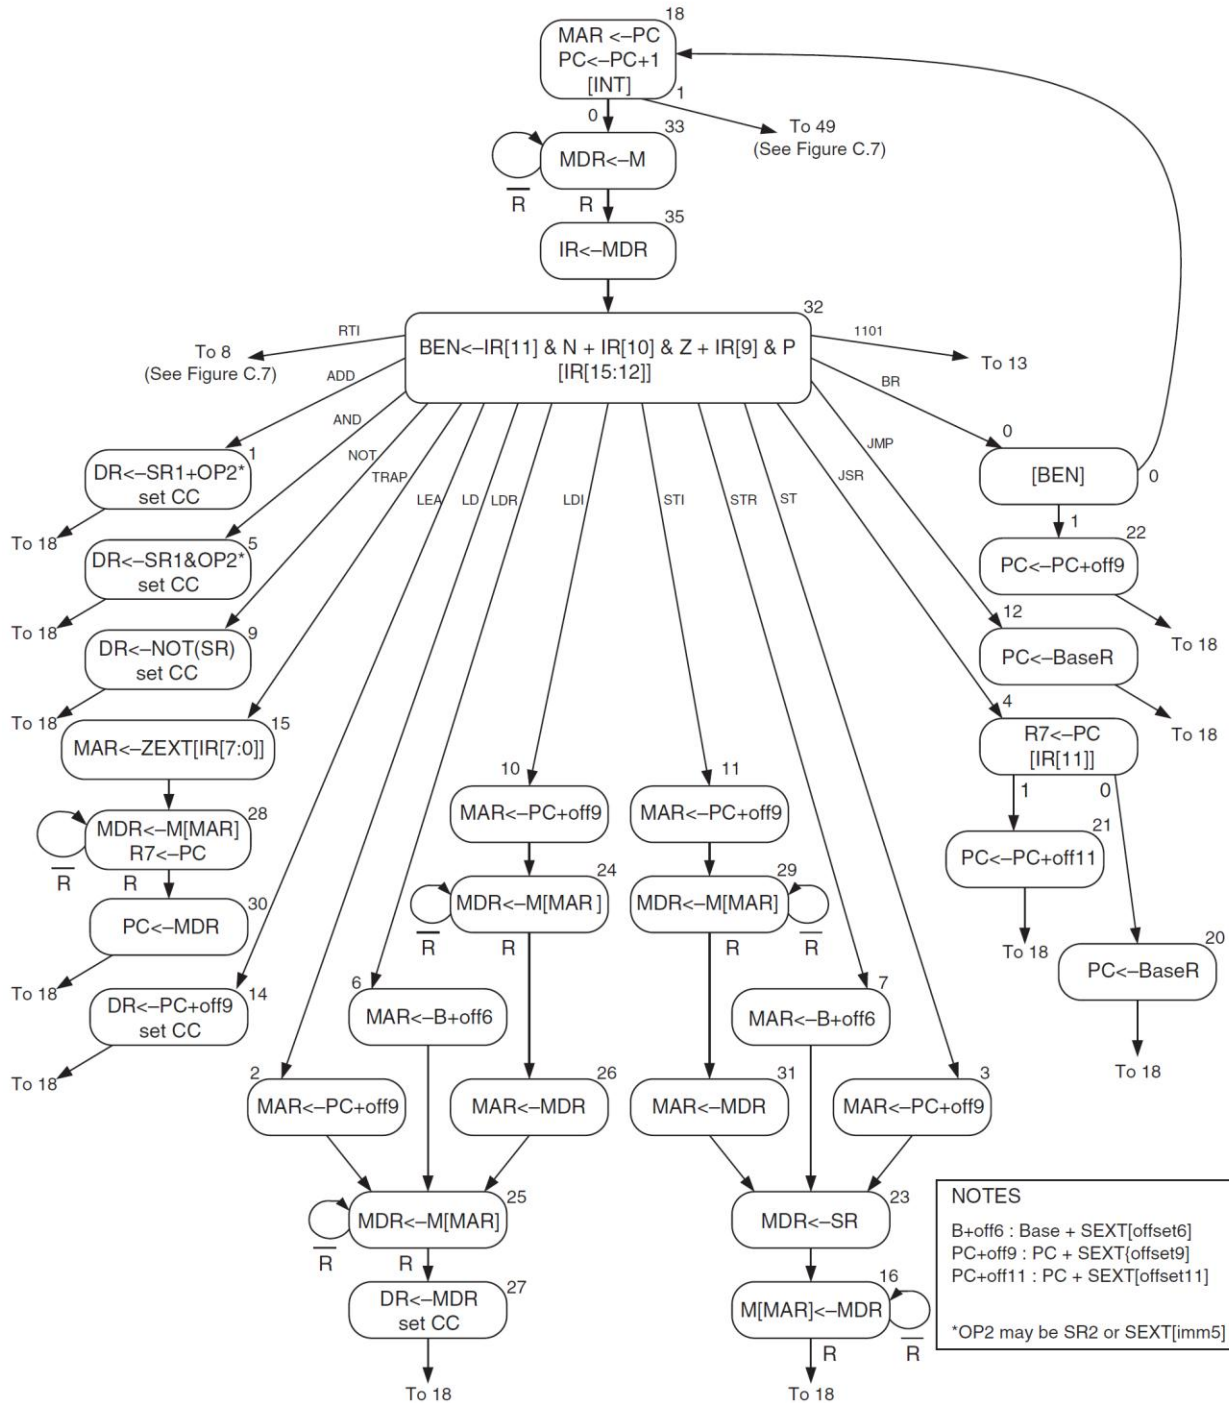 18
MAR <–PC
PC<–PC+1
[INT]
1
0
To 49
(See Figure C.7)
33
MDR<–M
R
R
35
IR<–MDR
32
BEN<–IR[11] & N + IR[10] & Z + IR[9] & P
[IR[15:12]]
RTI
To 8
(See Figure C.7)
1101
To 13
ADD
AND
NOT
TRAP
LEA
LD
LDR
LDI
STI
STR
ST
JSR
JMP
BR
1
DR<–SR1+OP2*
set CC
To 18
5
DR<–SR1&OP2*
set CC
To 18
9
DR<–NOT(SR)
set CC
To 18
15
MAR<–ZEXT[IR[7:0]]
28
MDR<–M[MAR]
R7<–PC
R
R
30
PC<–MDR
To 18
14
DR<–PC+off9
set CC
To 18
0
[BEN]
0
1
22
PC<–PC+off9
To 18
12
PC<–BaseR
To 18
4
R7<–PC
[IR[11]]
1
0
21
PC<–PC+off11
To 18
20
PC<–BaseR
To 18
10
MAR<–PC+off9
24
MDR<–M[MAR]
R
R
11
MAR<–PC+off9
29
MDR<–M[MAR]
R
R
6
MAR<–B+off6
7
MAR<–B+off6
2
MAR<–PC+off9
26
MAR<–MDR
31
MAR<–MDR
3
MAR<–PC+off9
25
MDR<–M[MAR]
R
R
27
DR<–MDR
set CC
To 18
23
MDR<–SR
16
M[MAR]<–MDR
R
R
To 18
NOTES
B+off6 : Base + SEXT[offset6]
PC+off9 : PC + SEXT{offset9]
PC+off11 : PC + SEXT[offset11]
*OP2 may be SR2 or SEXT[imm5]